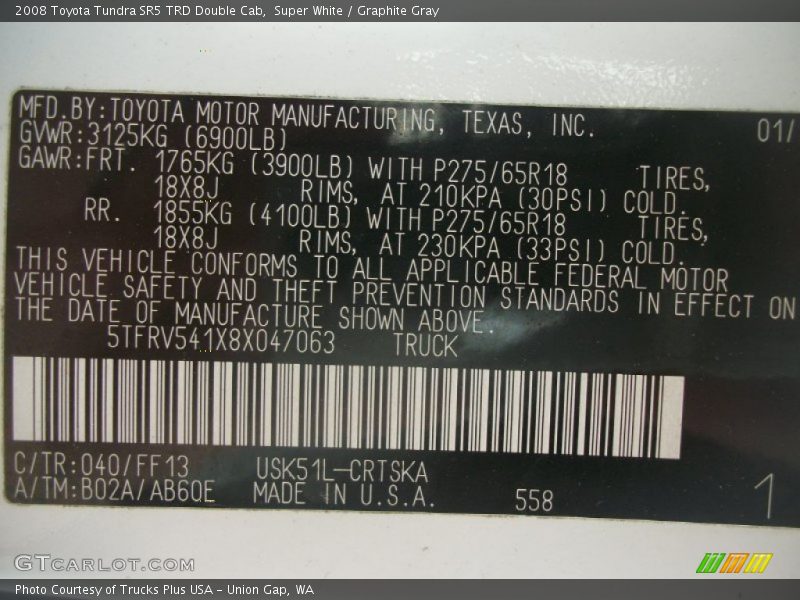 2008 Toyota Tundra SR5 TRD Double Cab,  Super White / Graphite Gray
MFD.BY:TOYOTA MOTOR MANUFACTURING, TEXAS, INC. 01/
GVWR:3125KG (6900LB)
GAWR:FRT. 1765KG (3900LB) WITH P275/65R18 TIRES,
18X8J RIMS, AT 210KPA (30PSI) COLD.
RR. 1855KG (4100LB) WITH P275/65R18 TIRES,
18X8J RIMS, AT 230KPA (33PSI) COLD.
THIS VEHICLE CONFORMS TO ALL APPLICABLE FEDERAL MOTOR
VEHICLE SAFETY AND THEFT PREVENTION STANDARDS IN EFFECT ON
THE DATE OF MANUFACTURE SHOWN ABOVE.
5TFRV541X8X047063 TRUCK
C/TR:040/FF13 USK51L-CRTSKA
A/TM:B02A/AB60E MADE IN U.S.A. 558 1
GTCARLOT.COM
Photo Courtesy of Trucks Plus USA - Union Gap, WA